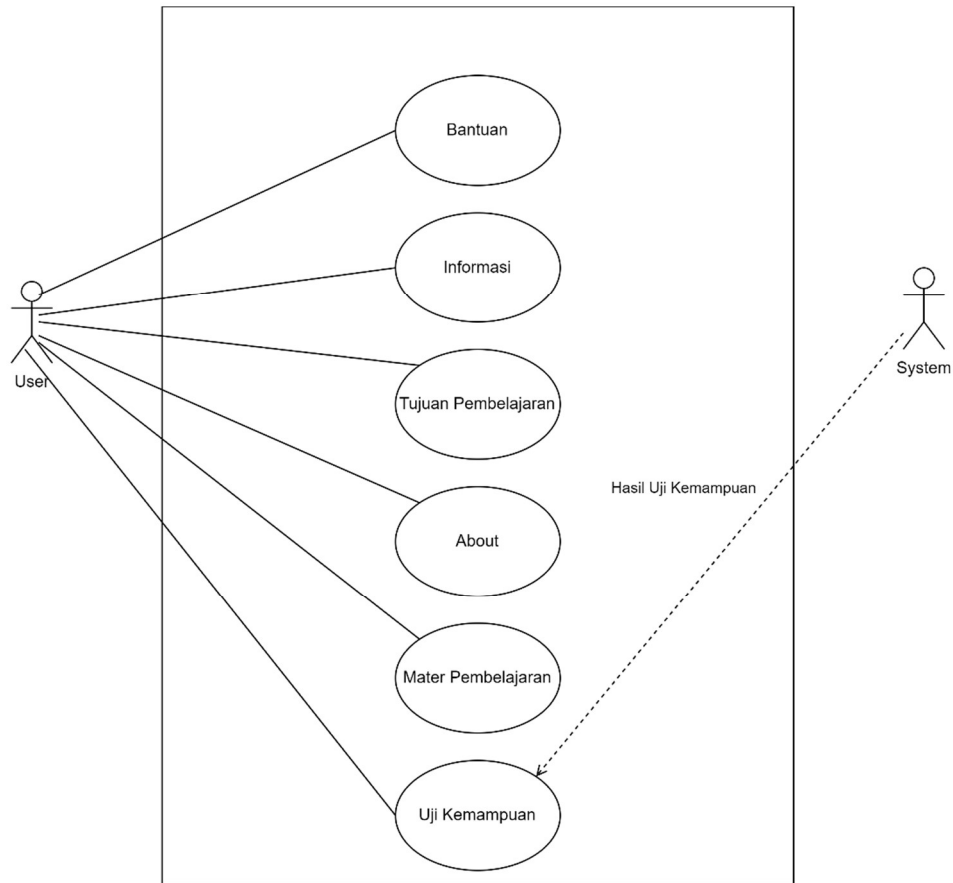 Bantuan
Informasi
User
System
Tujuan Pembelajaran
Hasil Uji Kemampuan
About
Mater Pembelajaran
Uji Kemampuan